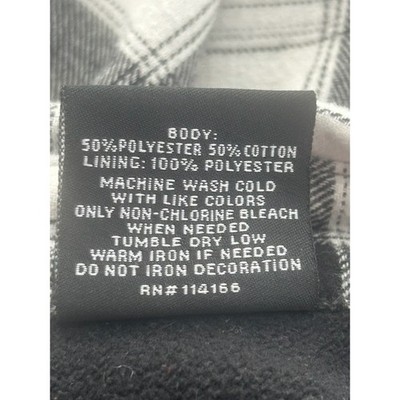 BODY:
50%POLYESTER 50%COTTON
LINING: 100% POLYESTER
MACHINE WASH COLD
WITH LIKE COLORS
ONLY NON-CHLORINE BLEACH
WHEN NEEDED
TUMBLE DRY LOW
WARM IRON IF NEEDED
DO NOT IRON DECORATION
RN# 114166